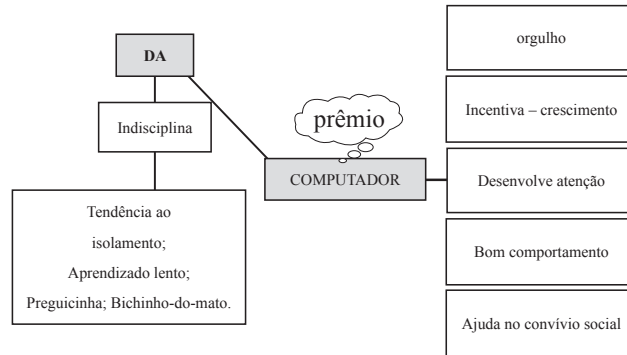 DA
Indisciplina
Tendência ao
isolamento;
Aprendizado lento;
Preguicinha; Bichinho-do-mato.
prêmio
COMPUTADOR
orgulho
Incentiva – crescimento
Desenvolve atenção
Bom comportamento
Ajuda no convívio social